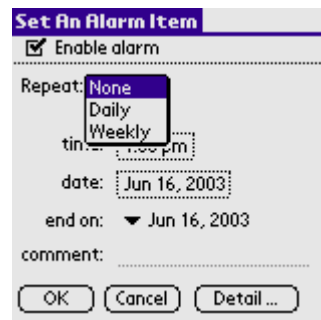 Set An Alarm Item
Enable alarm
Repeat: None
Daily
Weekly
pm
date: Jun 16, 2003
end on: Jun 16, 2003
comment:
OK Cancel Detail ...